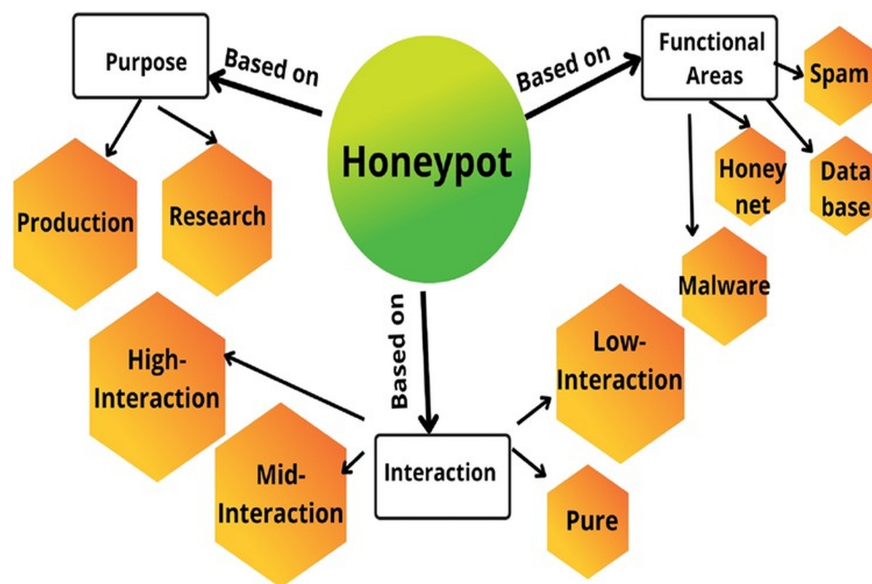 Purpose
Based on
Honeypot
Based on
Functional
Areas
Spam
Honey
net
Data
base
Malware
Production
Research
Based on
High-
Interaction
Low-
Interaction
Mid-
Interaction
Interaction
Pure